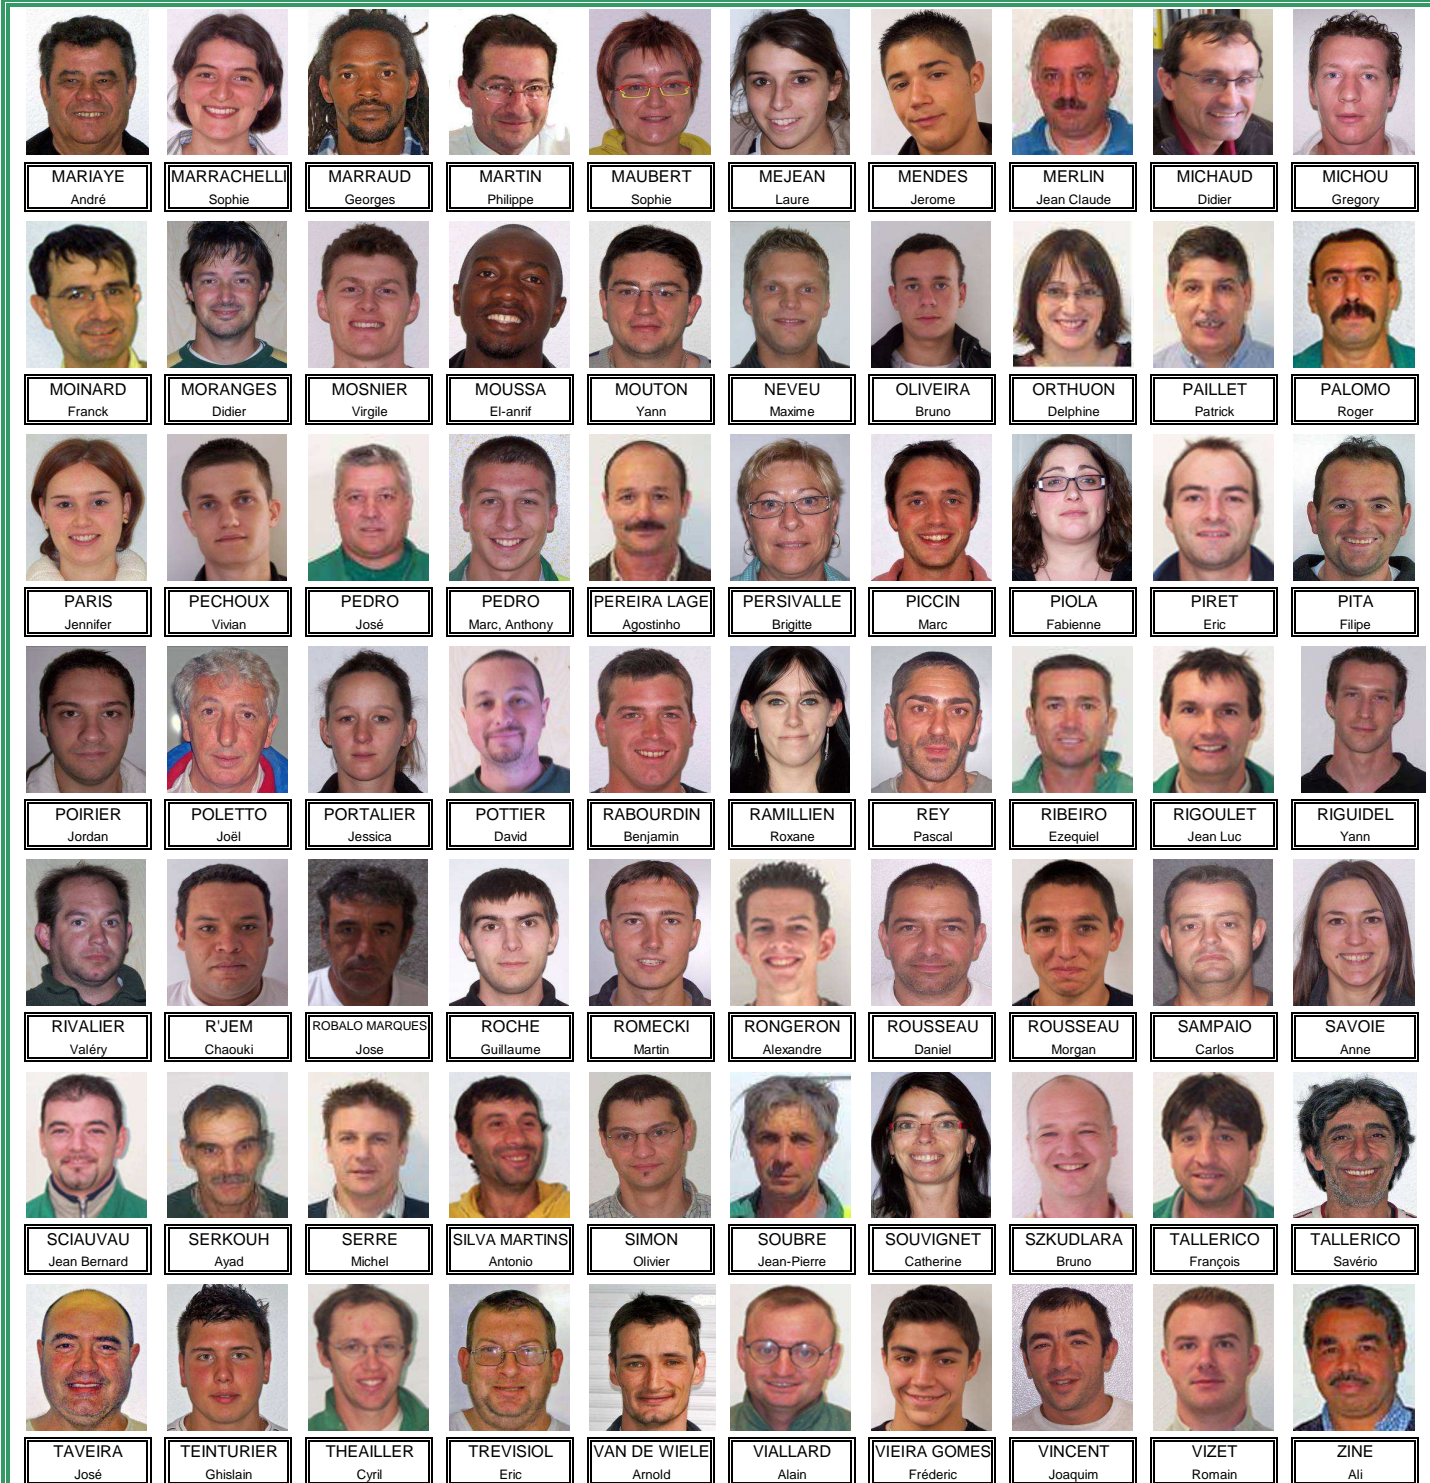 MARIAYE
André
MARRACHELLI
Sophie
MARRAUD
Georges
MARTIN
Philippe
MAUBERT
Sophie
MEJEAN
Laure
MENDES
Jerome
MERLIN
Jean Claude
MICHAUD
Didier
MICHOU
Gregory
MOINARD
Franck
MORANGES
Didier
MOSNIER
Virgile
MOUSSA
El-anrif
MOUTON
Yann
NEVEU
Maxime
OLIVEIRA
Bruno
ORTHUON
Delphine
PAILLET
Patrick
PALOMO
Roger
PARIS
Jennifer
PECHOUX
Vivian
PEDRO
José
PEDRO
Marc, Anthony
PEREIRA LAGE
Agostinho
PERSIVALLE
Brigitte
PICCIN
Marc
PIOLA
Fabienne
PIRET
Eric
PITA
Filipe
POIRIER
Jordan
POLETTO
Joël
PORTALIER
Jessica
POTTIER
David
RABOURDIN
Benjamin
RAMILLIEN
Roxane
REY
Pascal
RIBEIRO
Ezequiel
RIGOULET
Jean Luc
RIGUIDEL
Yann
RIVALIER
Valéry
R'JEM
Chaouki
ROBALO MARQUES
Jose
ROCHE
Guillaume
ROMECKI
Martin
RONGERON
Alexandre
ROUSSEAU
Daniel
ROUSSEAU
Morgan
SAMPAIO
Carlos
SAVOIE
Anne
SCIAUVAU
Jean Bernard
SERKOUH
Ayad
SERRE
Michel
SILVA MARTINS
Antonio
SIMON
Olivier
SOUBRE
Jean-Pierre
SOUVIGNET
Catherine
SZKUDLARA
Bruno
TALLERICO
François
TALLERICO
Savério
TAVEIRA
José
TEINTURIER
Ghislain
THEAILLER
Cyril
TREVISIOL
Eric
VAN DE WIELE
Arnold
VIALLARD
Alain
VIEIRA GOMES
Fréderic
VINCENT
Joaquim
VIZET
Romain
ZINE
Ali